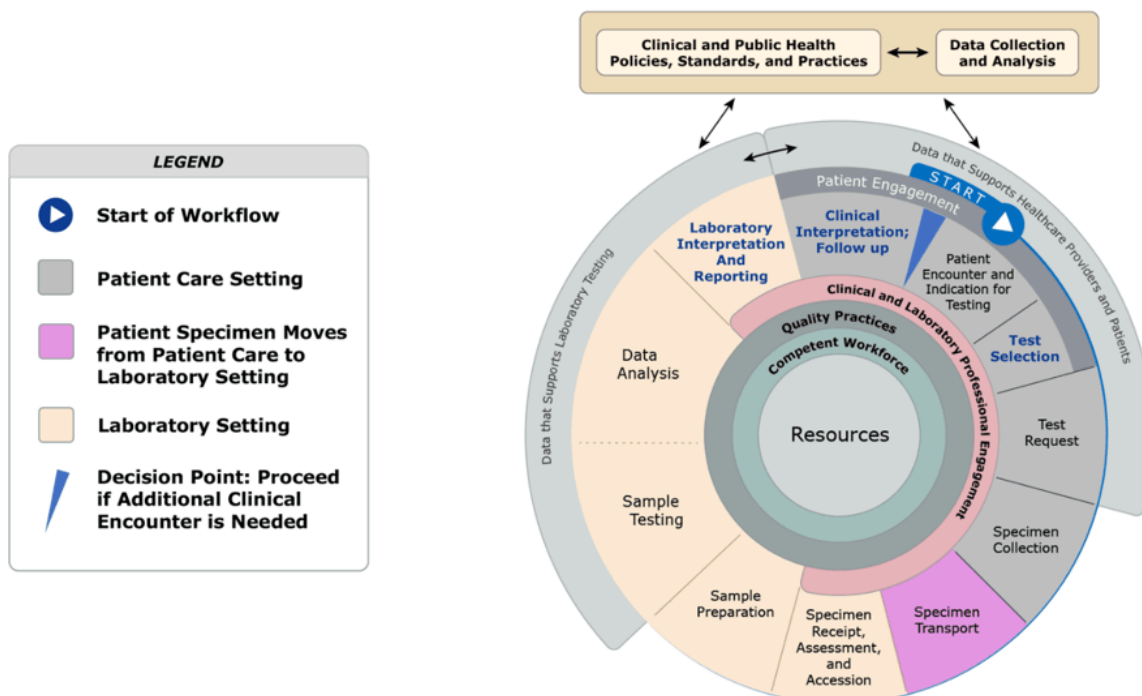 Clinical and Public Health
Policies, Standards, and Practices
Data Collection
and Analysis
LEGEND
Start of Workflow
Patient Care Setting
Patient Specimen Moves
from Patient Care to
Laboratory Setting
Laboratory Setting
Decision Point: Proceed
if Additional Clinical
Encounter is Needed
Data that Supports Healthcare Providers and Patients
Data that Supports Laboratory Testing
START
Patient Engagement
Patient
Encounter and
Indication for
Testing
Test
Selection
Test
Request
Specimen
Collection
Specimen
Transport
Specimen
Receipt,
Assessment,
and
Accession
Sample
Preparation
Sample
Testing
Data
Analysis
Laboratory
Interpretation
And
Reporting
Clinical
Interpretation;
Follow up
Clinical and Laboratory Professional Engagement
Quality Practices
Competent Workforce
Resources